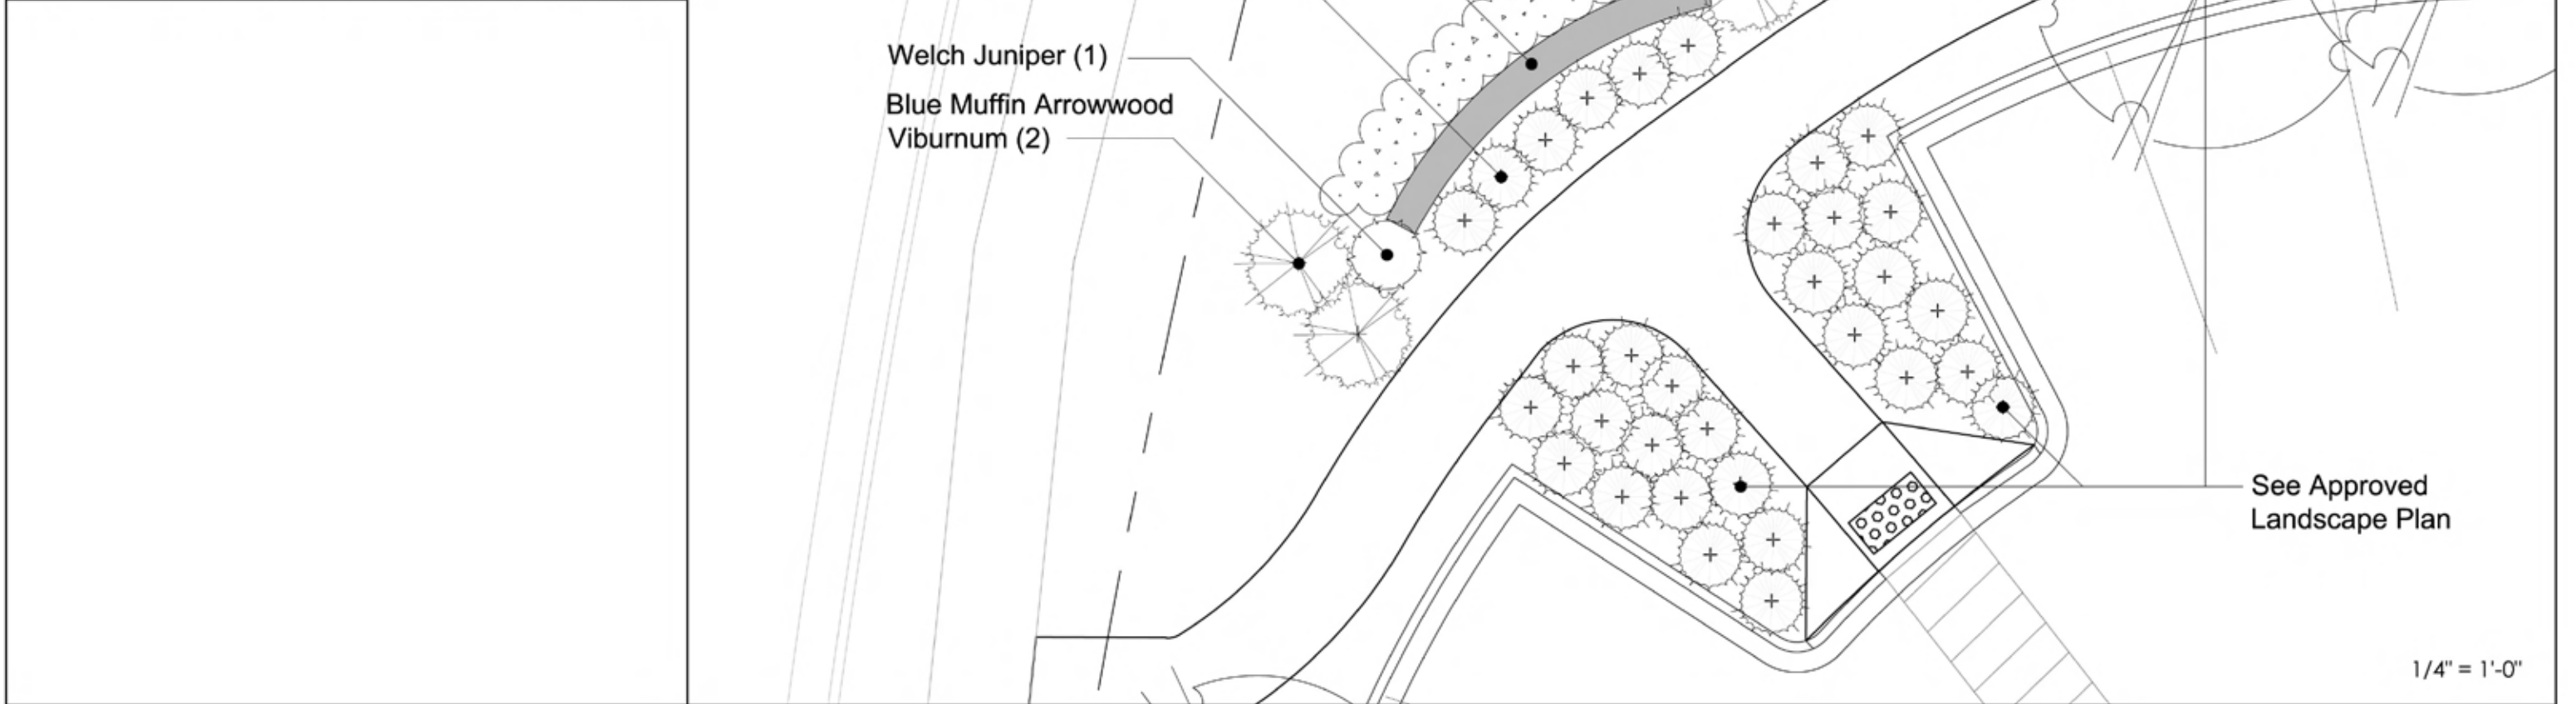 Welch Juniper (1)
Blue Muffin Arrowwood
Viburnum (2)
See Approved
Landscape Plan
1/4" = 1'-0"